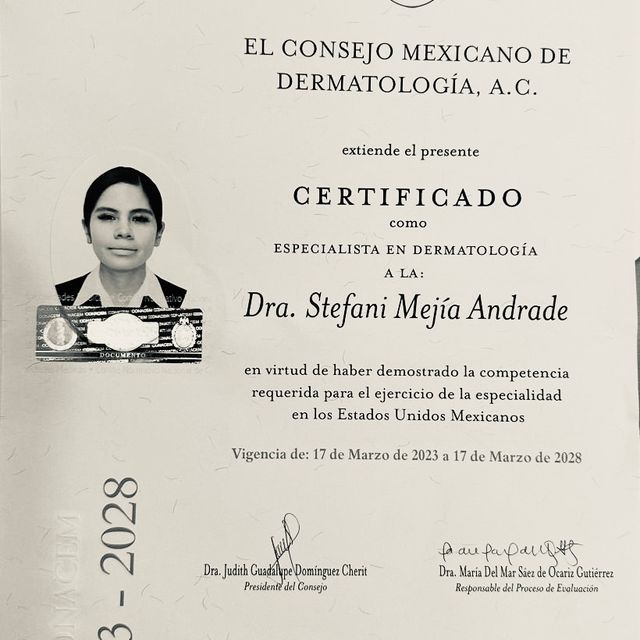 EL CONSEJO MEXICANO DE
DERMATOLOGÍA, A.C.
extiende el presente
CERTIFICADO
como
ESPECIALISTA EN DERMATOLOGÍA
A LA:
Dra. Stefani Mejía Andrade
en virtud de haber demostrado la competencia
requerida para el ejercicio de la especialidad
en los Estados Unidos Mexicanos
Vigencia de: 17 de Marzo de 2023 a 17 de Marzo de 2028
Dra. Judith Guadalupe Domínguez Cherit
Presidente del Consejo
Dra. María Del Mar Sáez de Ocariz Gutiérrez
Responsable del Proceso de Evaluación
DOCUMENTO
3 - 2028
CONACEM